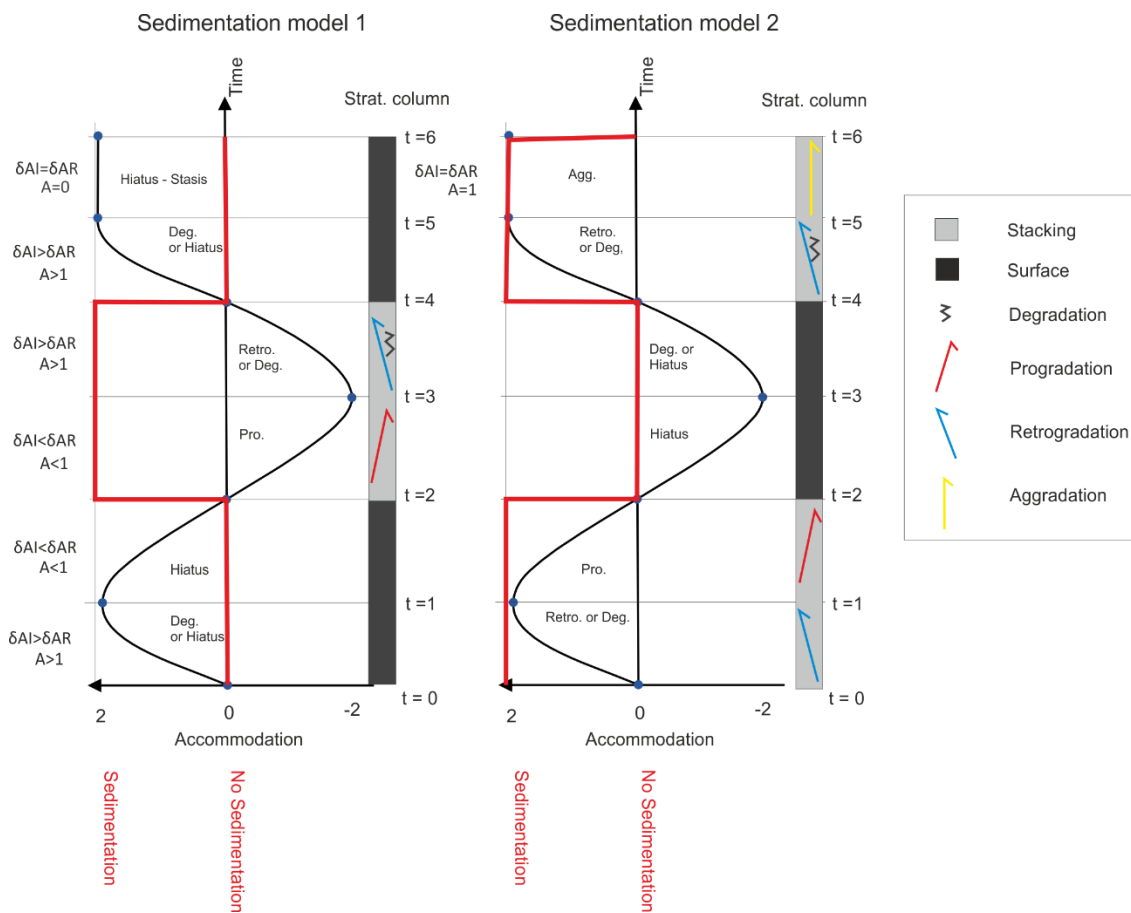 Sedimentation model 1
Sedimentation model 2
Time
Strat. column
t =6
δAI=δAR
A=0
Hiatus - Stasis
t =5
Deg.
or Hiatus
δAI>δAR
A>1
t =4
δAI>δAR
A>1
Retro.
or Deg.
t =3
δAI<δAR
A<1
Pro.
t =2
δAI<δAR
A<1
Hiatus
t =1
Deg.
or Hiatus
δAI>δAR
A>1
t = 0
2
0
-2
Accommodation
Sedimentation
No Sedimentation
Time
Strat. column
t =6
δAI=δAR
A=1
Agg.
t =5
Retro.
or Deg,
t =4
Deg. or
Hiatus
t =3
Hiatus
t =2
Pro.
t =1
Retro. or Deg.
t = 0
2
0
-2
Accommodation
Sedimentation
No Sedimentation
Stacking
Surface
Degradation
Progradation
Retrogradation
Aggradation